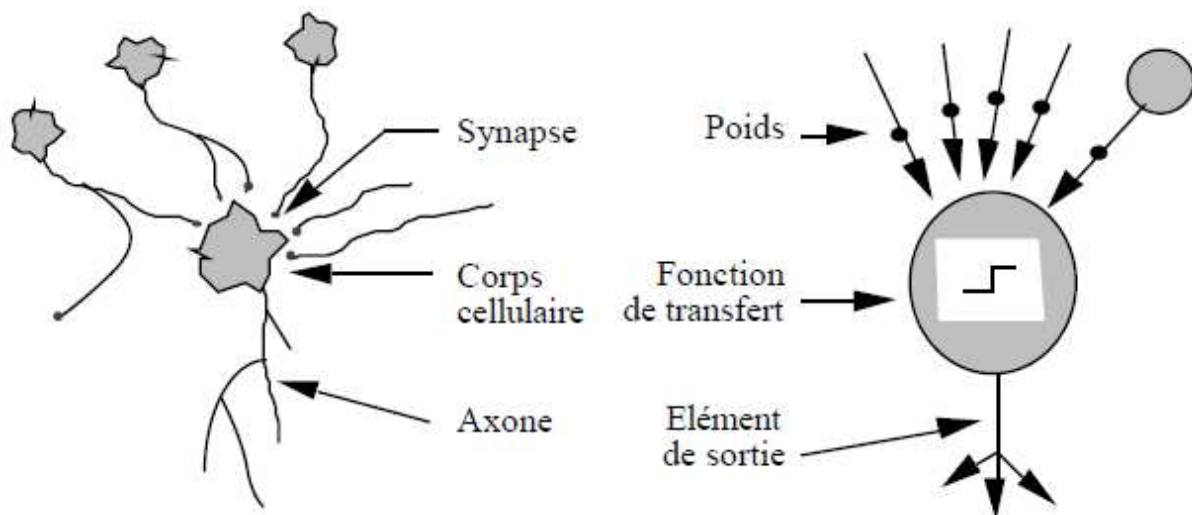 Synapse
Corps
cellulaire
Axone
Poids
Fonction
de transfert
Elément
de sortie